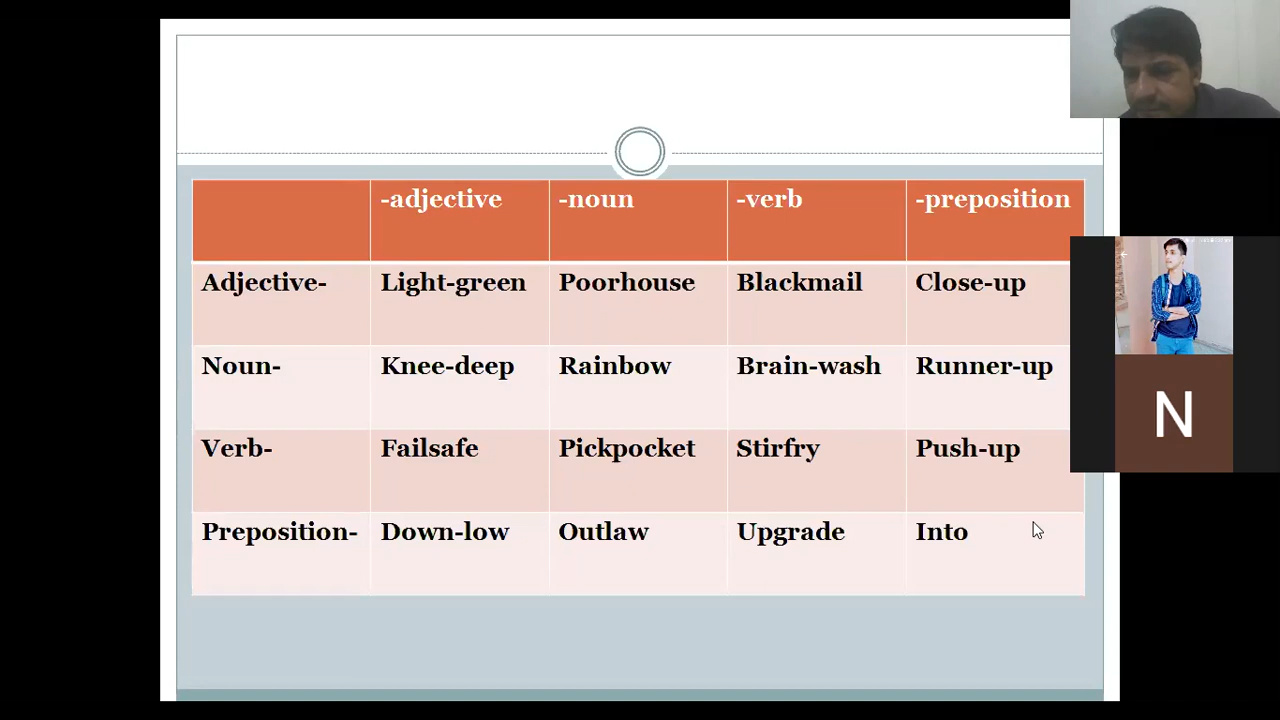 -adjective -noun -verb -preposition
Adjective- Light-green Poorhouse Blackmail Close-up
Noun- Knee-deep Rainbow Brain-wash Runner-up
Verb- Failsafe Pickpocket Stirfry Push-up
Preposition- Down-low Outlaw Upgrade Into
N